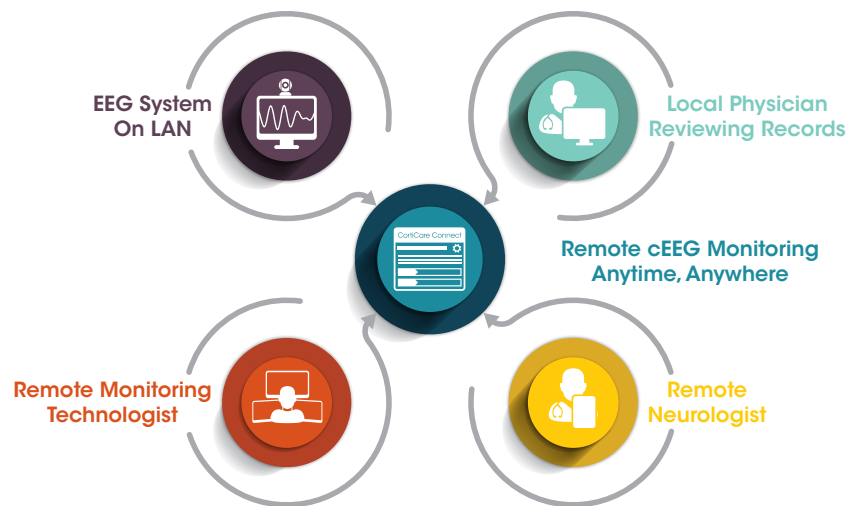 EEG System
On LAN
Local Physician
Reviewing Records
CortiCare Connect
Remote cEEG Monitoring
Anytime, Anywhere
Remote Monitoring
Technologist
Remote
Neurologist